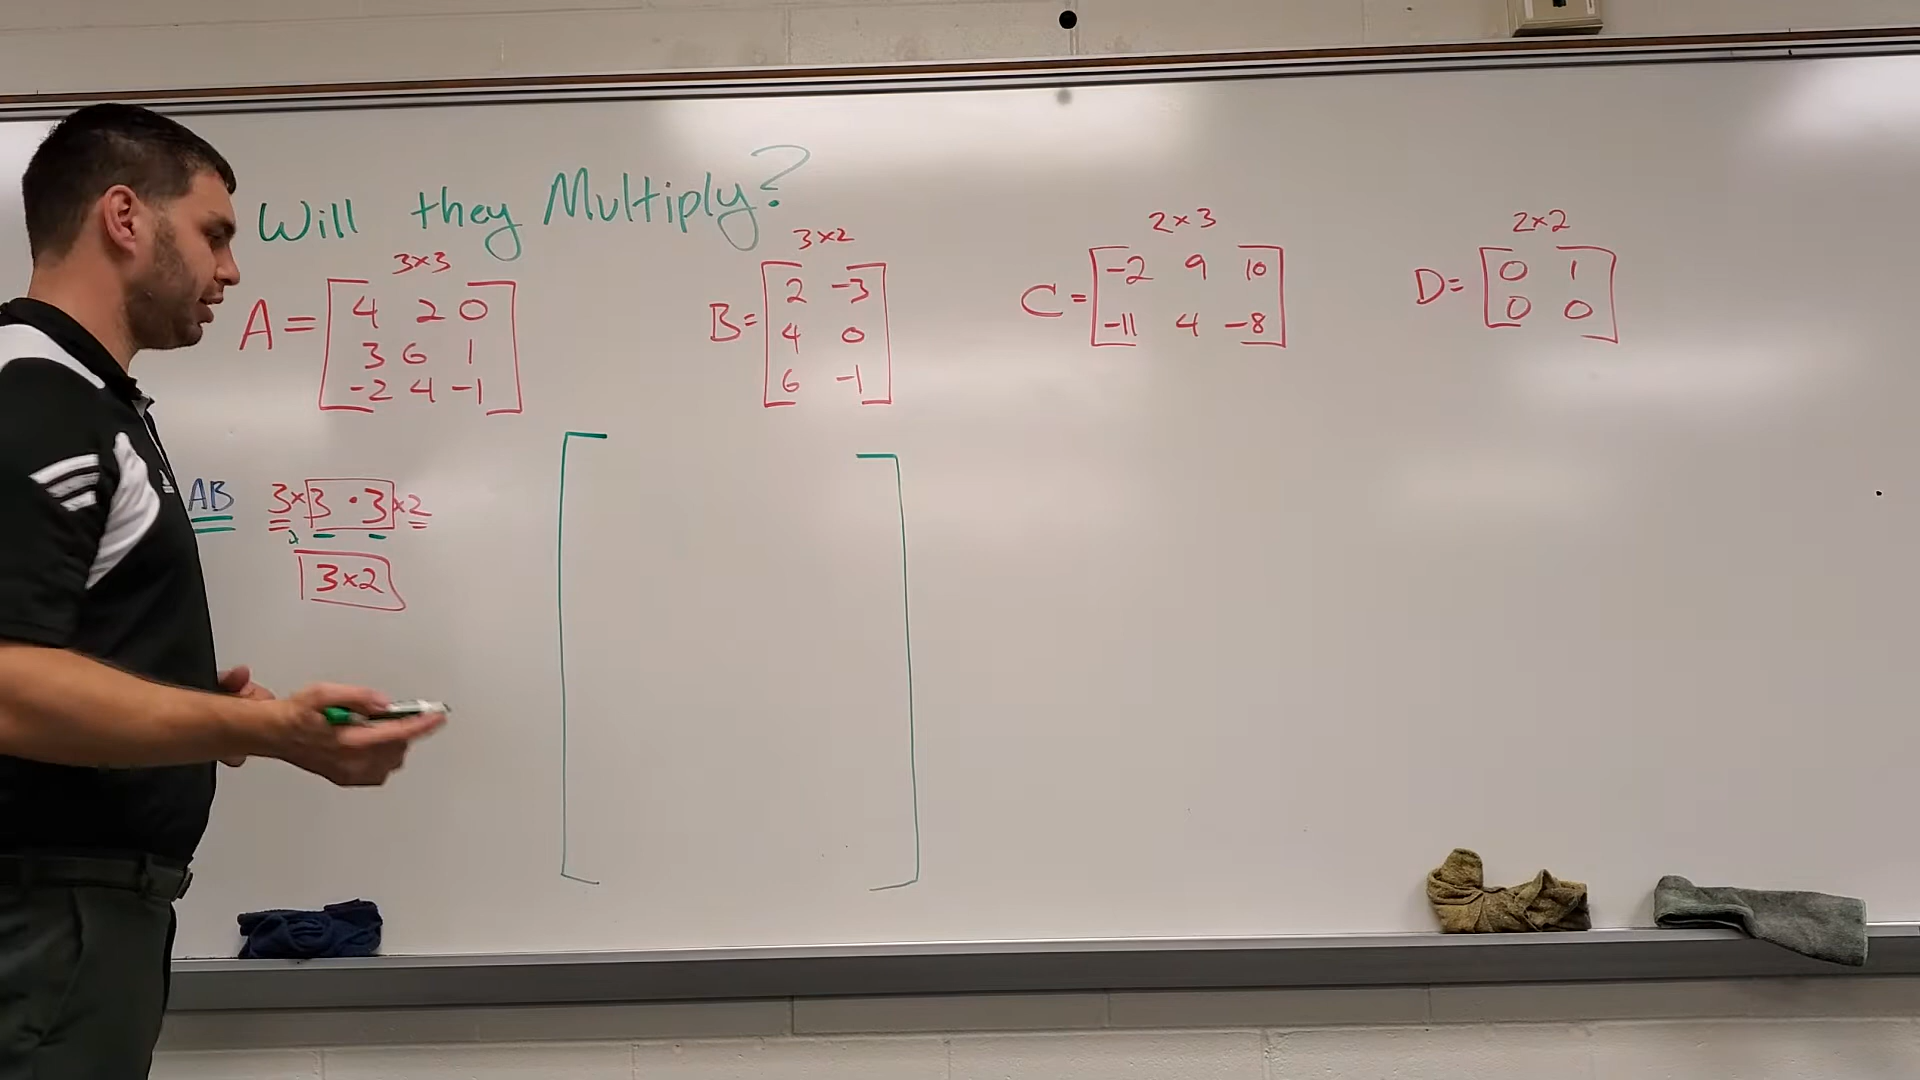 Will they Multiply?
3×3
A = [4 2 0
3 6 1
-2 4 -1]
3×2
B = [2 -3
4 0
6 -1]
2×3
C = [-2 9 10
-11 4 -8]
2×2
D = [0 1
0 0]
AB 3×3 · 3×2
3×2